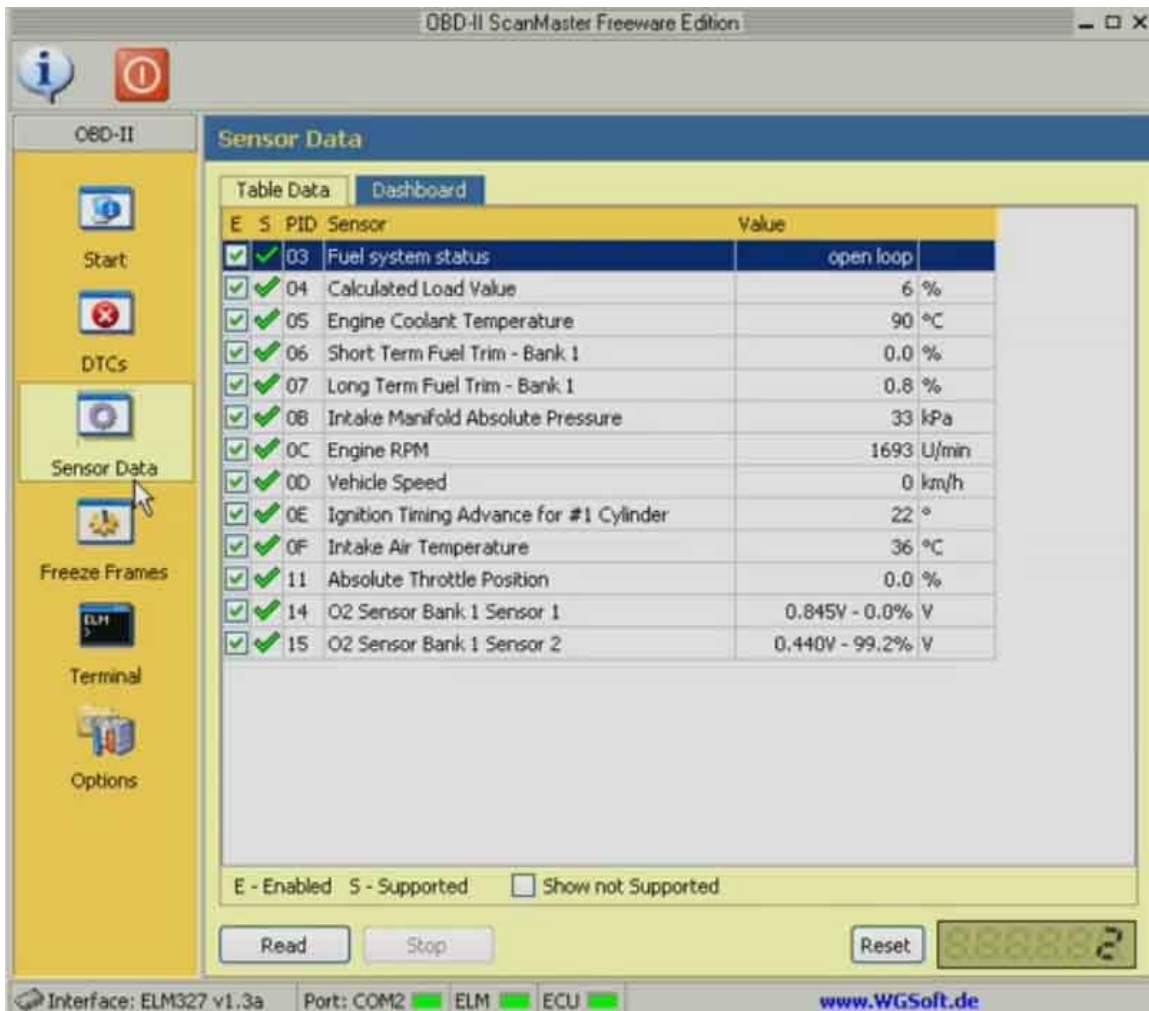 OBD-II ScanMaster Freeware Edition
OBD-II
Start
DTCs
Sensor Data
Freeze Frames
ELM
>
Terminal
Options
Sensor Data
Table Data Dashboard
E S PID Sensor Value
03 Fuel system status open loop
04 Calculated Load Value 6 %
05 Engine Coolant Temperature 90 °C
06 Short Term Fuel Trim - Bank 1 0.0 %
07 Long Term Fuel Trim - Bank 1 0.8 %
0B Intake Manifold Absolute Pressure 33 kPa
0C Engine RPM 1693 U/min
0D Vehicle Speed 0 km/h
0E Ignition Timing Advance for #1 Cylinder 22 °
0F Intake Air Temperature 36 °C
11 Absolute Throttle Position 0.0 %
14 O2 Sensor Bank 1 Sensor 1 0.845V - 0.0% V
15 O2 Sensor Bank 1 Sensor 2 0.440V - 99.2% V
E - Enabled S - Supported Show not Supported
Read Stop Reset 2
Interface: ELM327 v1.3a Port: COM2 ELM ECU www.WGSoft.de